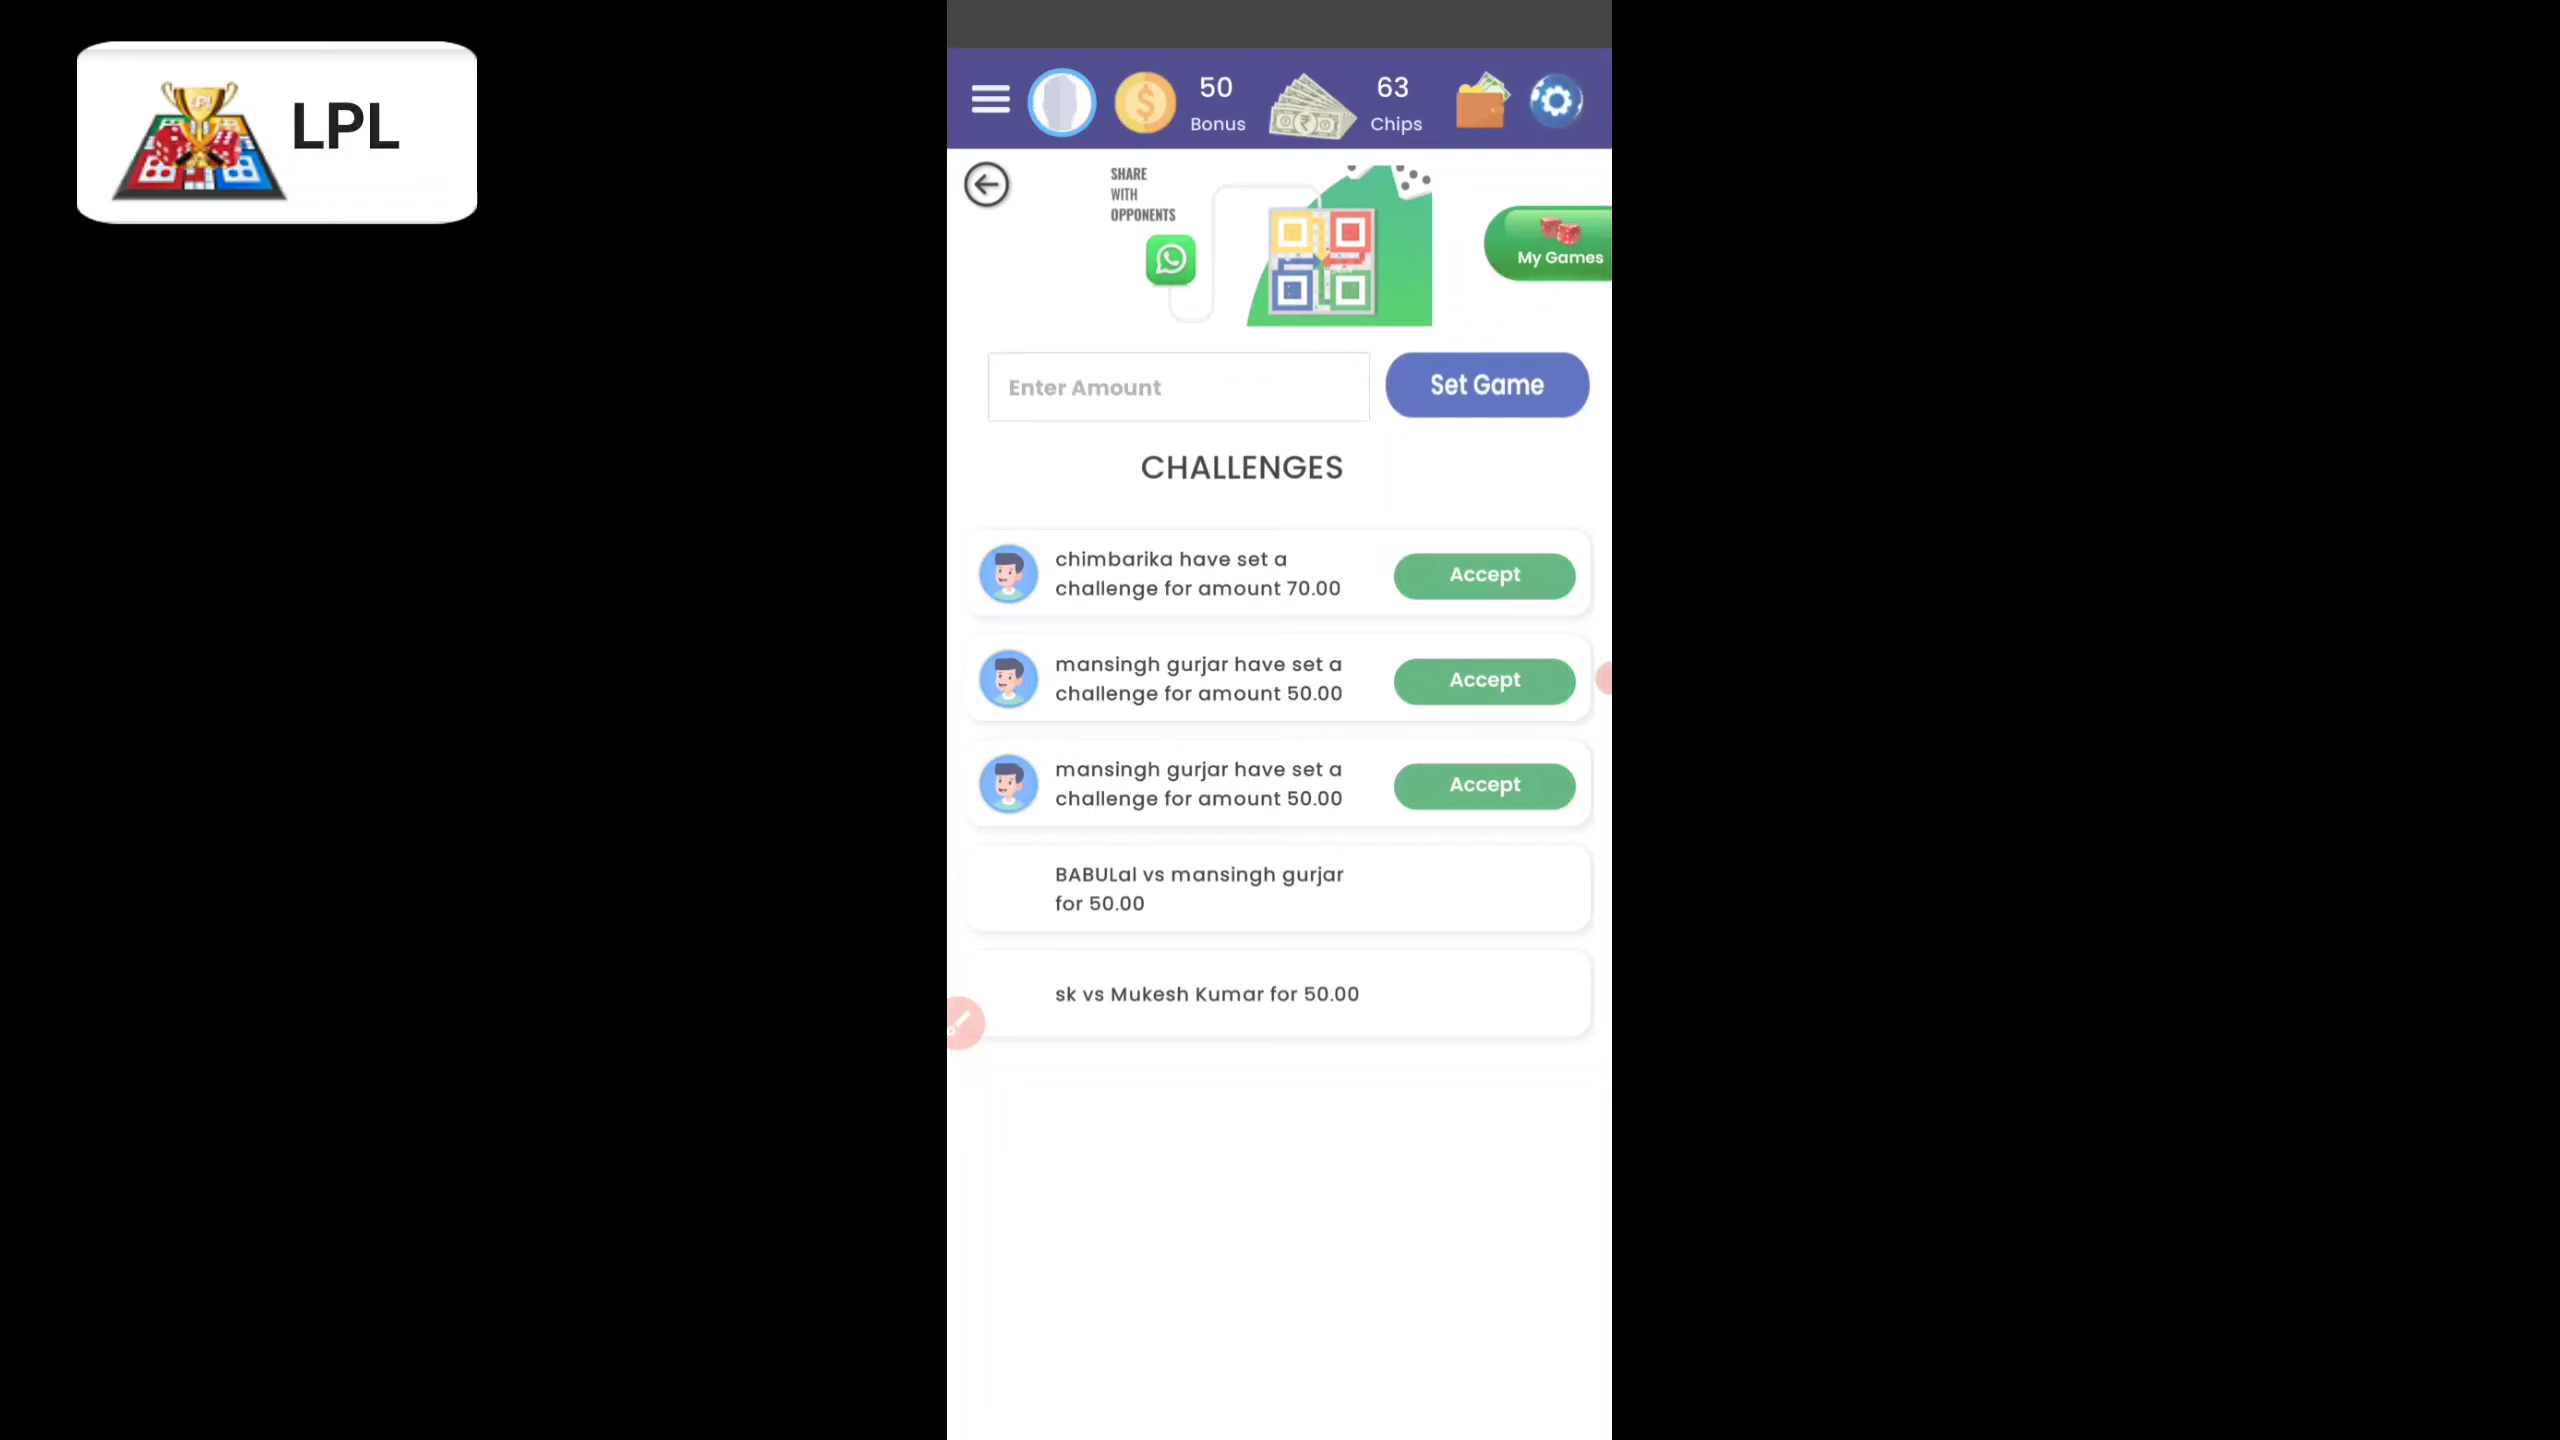 LPL
50
Bonus
63
Chips
SHARE
WITH
OPPONENTS
My Games
Enter Amount
Set Game
CHALLENGES
chimbarika have set a
challenge for amount 70.00
Accept
mansingh gurjar have set a
challenge for amount 50.00
Accept
mansingh gurjar have set a
challenge for amount 50.00
Accept
BABULal vs mansingh gurjar
for 50.00
sk vs Mukesh Kumar for 50.00